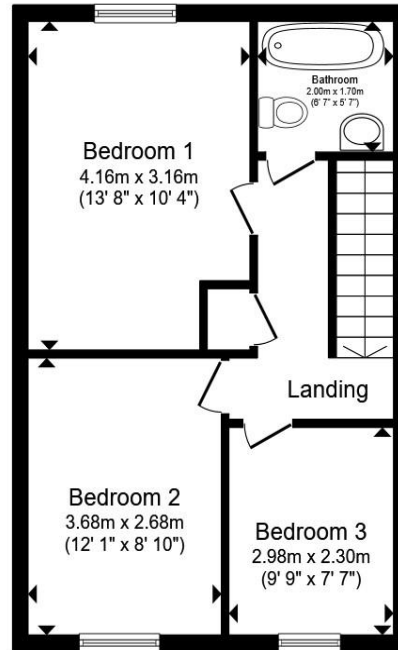 Bathroom
2.00m x 1.70m
(6' 7" x 5' 7")
Bedroom 1
4.16m x 3.16m
(13' 8" x 10' 4")
Landing
Bedroom 2
3.68m x 2.68m
(12' 1" x 8' 10")
Bedroom 3
2.98m x 2.30m
(9' 9" x 7' 7")